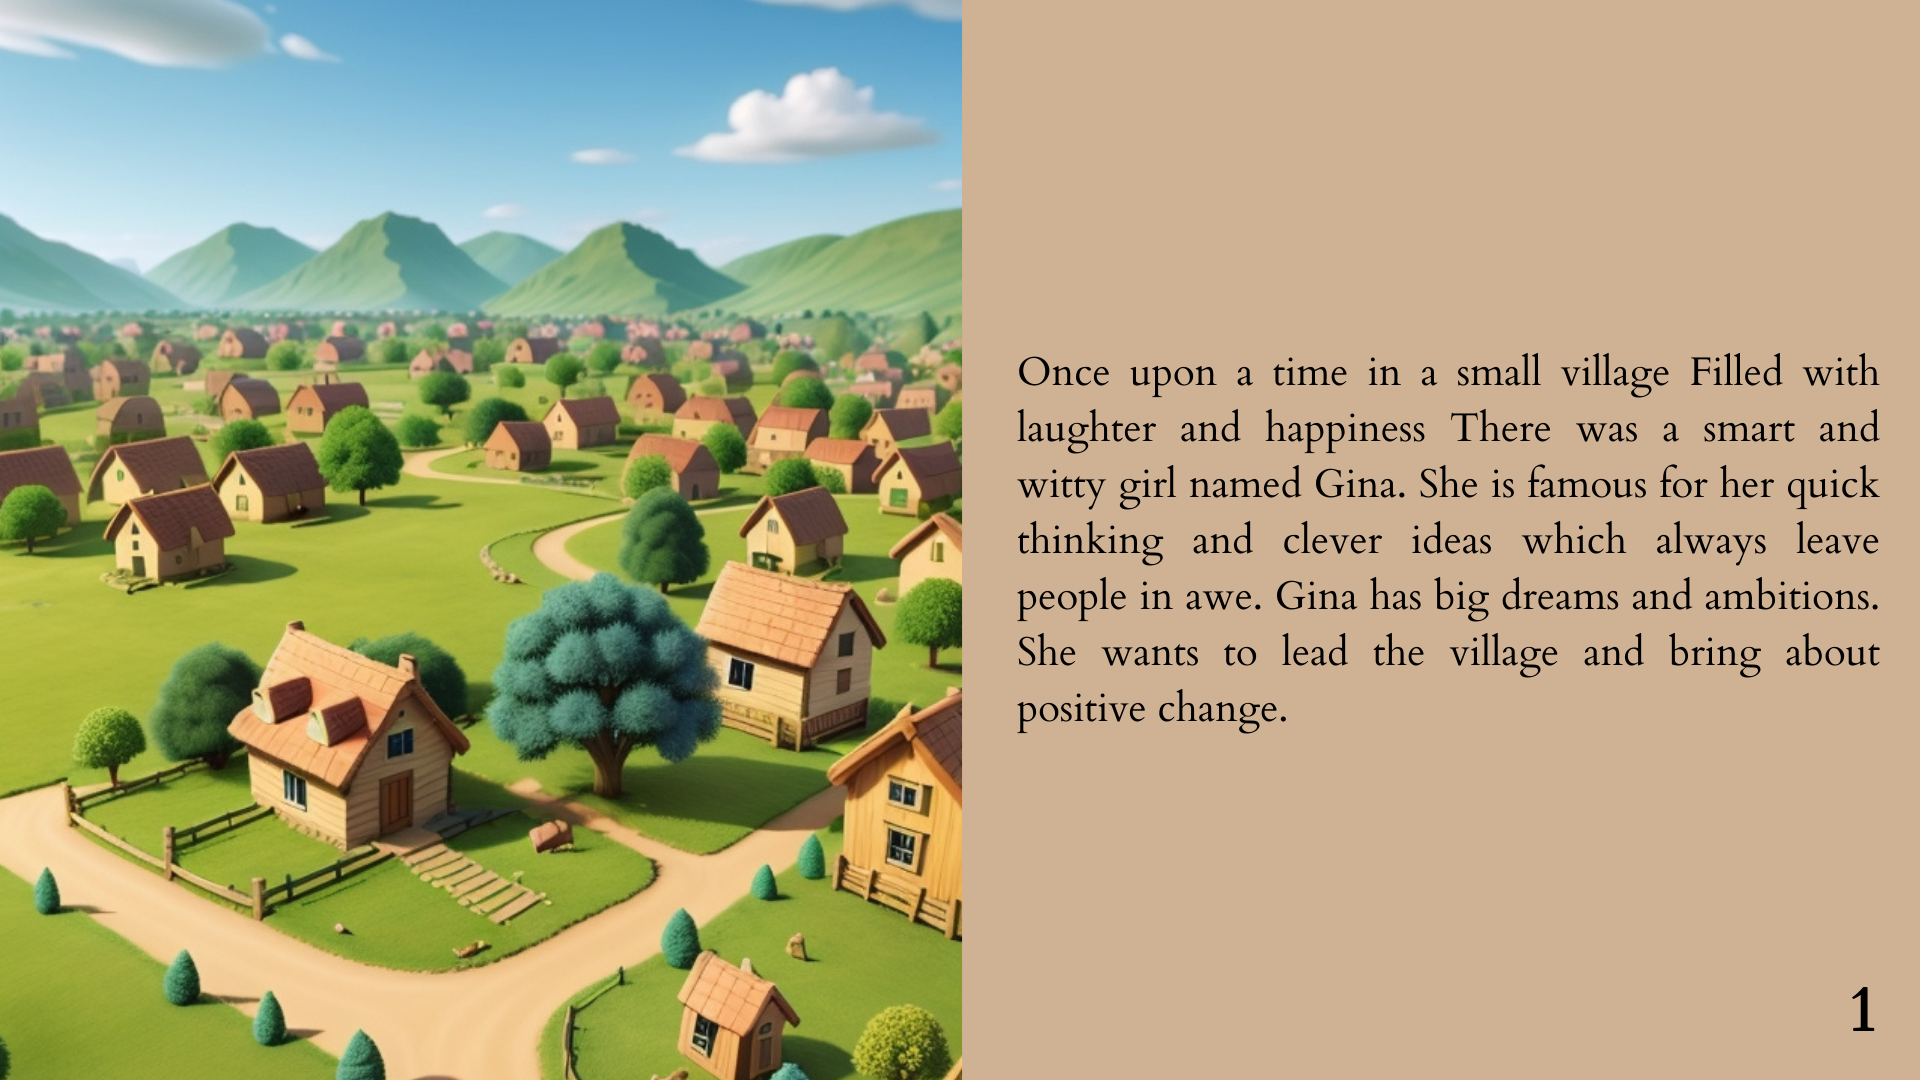 Once upon a time in a small village Filled with
laughter and happiness There was a smart and
witty girl named Gina. She is famous for her quick
thinking and clever ideas which always leave
people in awe. Gina has big dreams and ambitions.
She wants to lead the village and bring about
positive change.
1